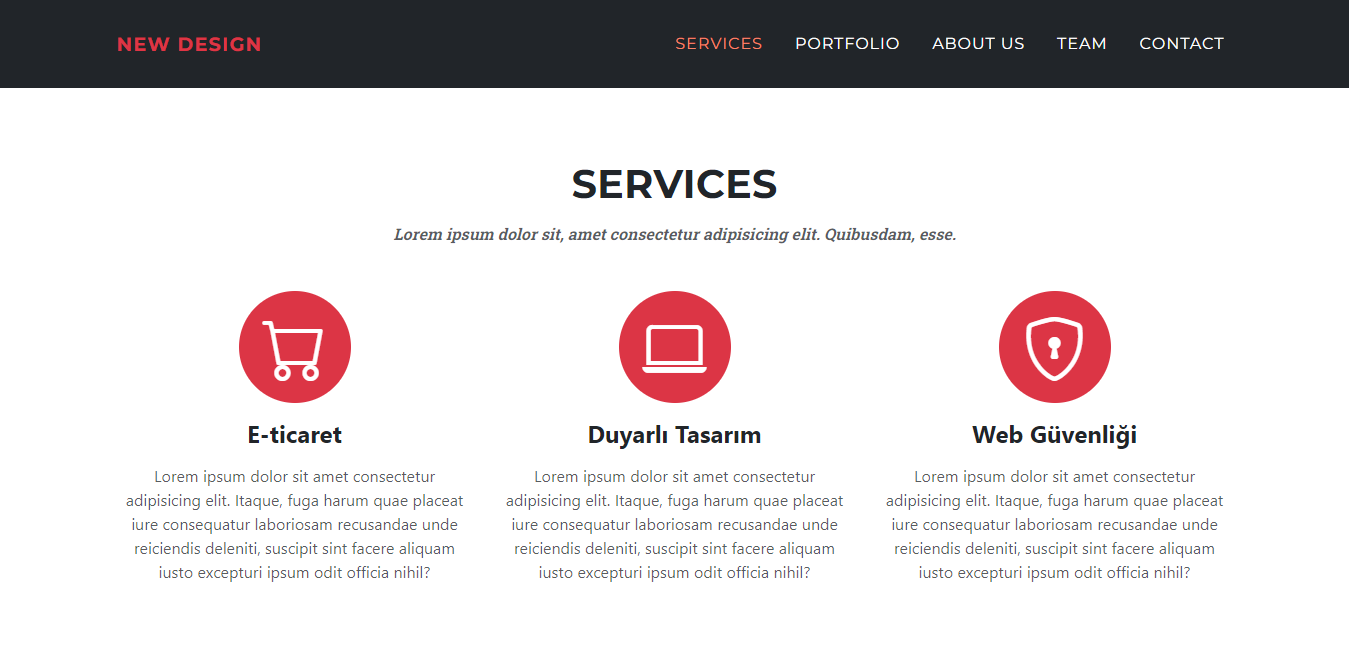 NEW DESIGN
SERVICES PORTFOLIO ABOUT US TEAM CONTACT
SERVICES
Lorem ipsum dolor sit, amet consectetur adipisicing elit. Quibusdam, esse.
E-ticaret
Lorem ipsum dolor sit amet consectetur
adipisicing elit. Itaque, fuga harum quae placeat
iure consequatur laboriosam recusandae unde
reiciendis deleniti, suscipit sint facere aliquam
iusto excepturi ipsum odit officia nihil?
Duyarlı Tasarım
Lorem ipsum dolor sit amet consectetur
adipisicing elit. Itaque, fuga harum quae placeat
iure consequatur laboriosam recusandae unde
reiciendis deleniti, suscipit sint facere aliquam
iusto excepturi ipsum odit officia nihil?
Web Güvenliği
Lorem ipsum dolor sit amet consectetur
adipisicing elit. Itaque, fuga harum quae placeat
iure consequatur laboriosam recusandae unde
reiciendis deleniti, suscipit sint facere aliquam
iusto excepturi ipsum odit officia nihil?